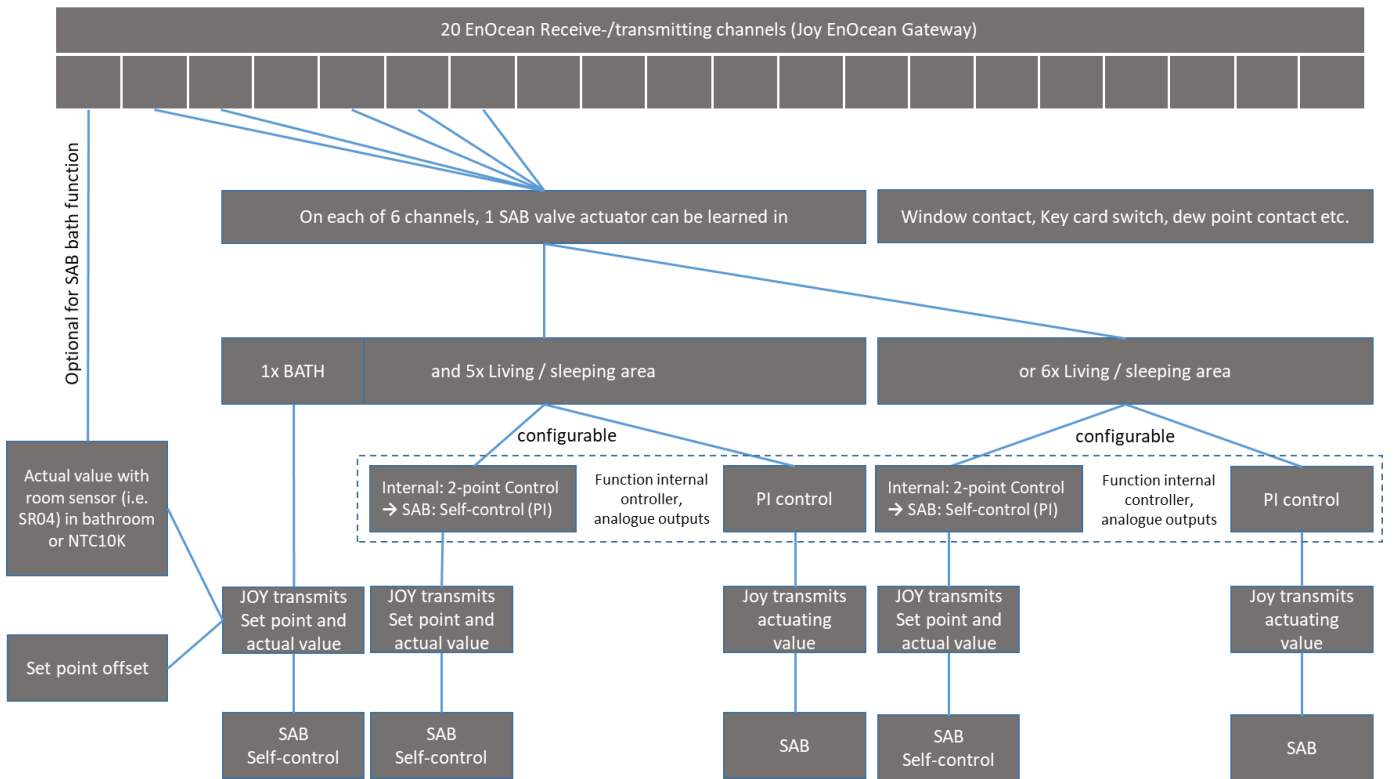 20 EnOcean Receive-/transmitting channels (Joy EnOcean Gateway)
Optional for SAB bath function
On each of 6 channels, 1 SAB valve actuator can be learned in
Window contact, Key card switch, dew point contact etc.
1x BATH
and 5x Living / sleeping area
or 6x Living / sleeping area
configurable
configurable
Actual value with
room sensor (i.e.
SR04) in bathroom
or NTC10K
Internal: 2-point Control
→ SAB: Self-control (PI)
Function internal
ontroller,
analogue outputs
PI control
Internal: 2-point Control
→ SAB: Self-control (PI)
Function internal
controller,
analogue outputs
PI control
Set point offset
JOY transmits
Set point and
actual value
JOY transmits
Set point and
actual value
Joy transmits
actuating
value
JOY transmits
Set point and
actual value
Joy transmits
actuating
value
SAB
Self-control
SAB
Self-control
SAB
SAB
Self-control
SAB